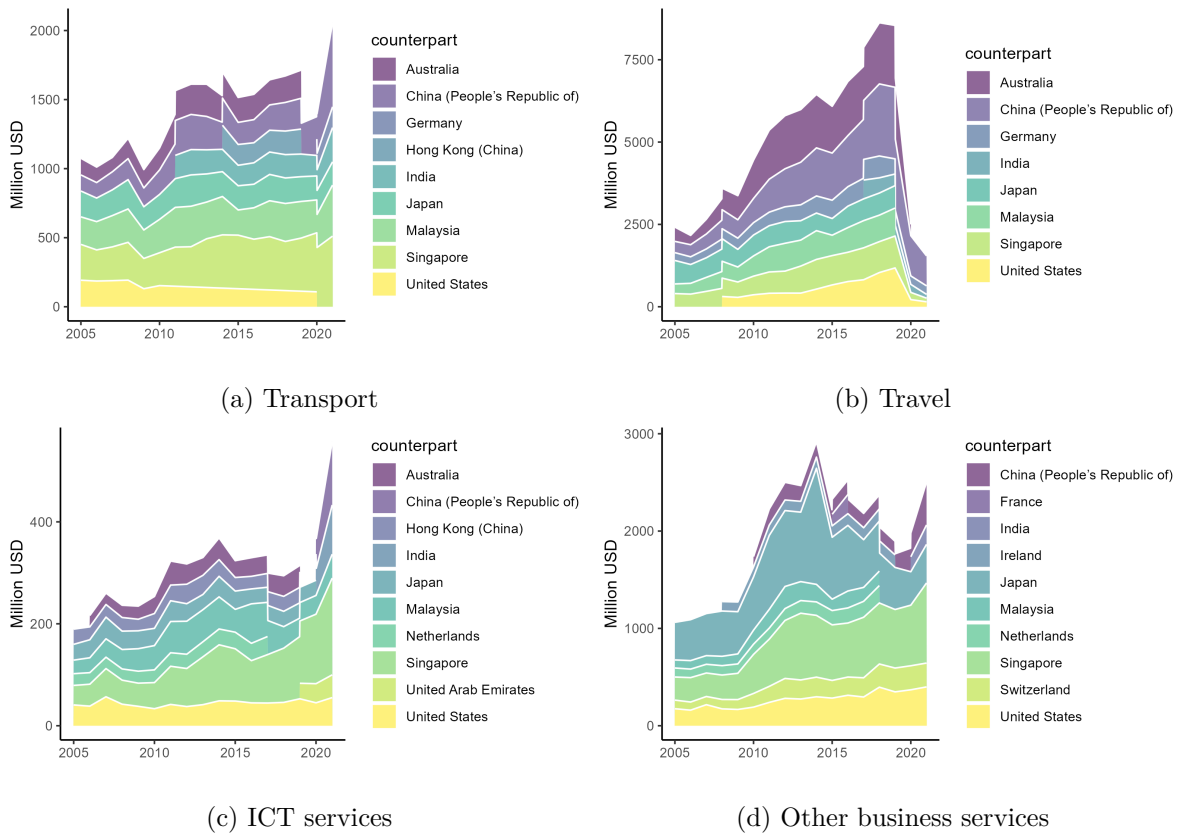 Million USD
2000
1500
1000
500
0
2005
2010
2015
2020
counterpart
Australia
China (People's Republic of)
Germany
Hong Kong (China)
India
Japan
Malaysia
Singapore
United States
(a) Transport
Million USD
7500
5000
2500
0
2005
2010
2015
2020
counterpart
Australia
China (People's Republic of)
Germany
India
Japan
Malaysia
Singapore
United States
(b) Travel
Million USD
400
200
0
2005
2010
2015
2020
counterpart
Australia
China (People's Republic of)
Hong Kong (China)
India
Japan
Malaysia
Netherlands
Singapore
United Arab Emirates
United States
(c) ICT services
Million USD
3000
2000
1000
0
2005
2010
2015
2020
counterpart
China (People's Republic of)
France
India
Ireland
Japan
Malaysia
Netherlands
Singapore
Switzerland
United States
(d) Other business services